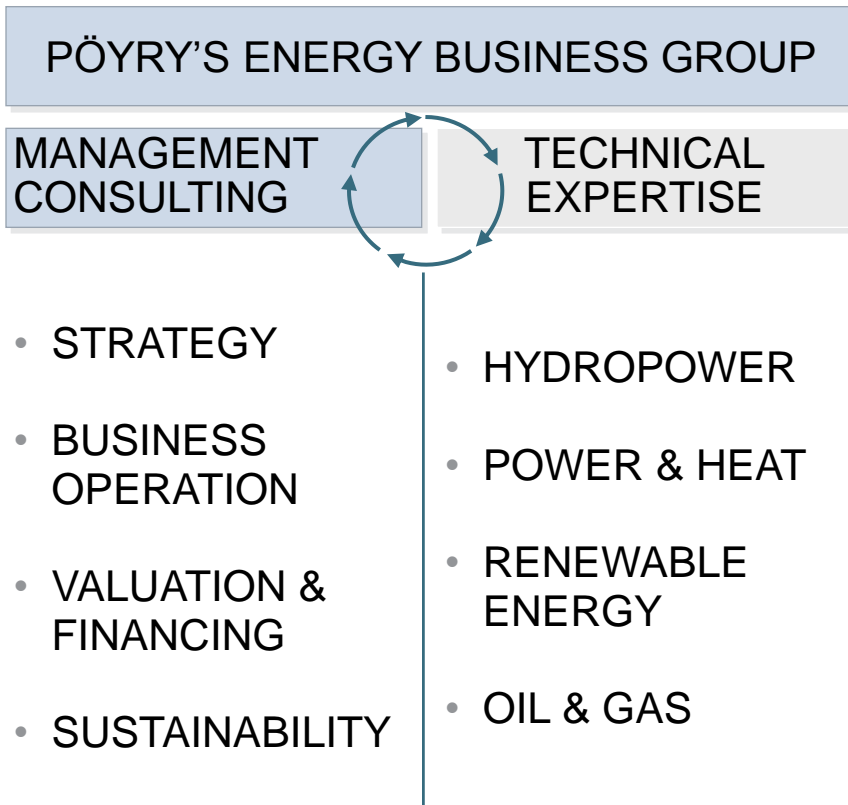 PÖYRY'S ENERGY BUSINESS GROUP
MANAGEMENT
CONSULTING
TECHNICAL
EXPERTISE
• STRATEGY
• BUSINESS
OPERATION
• VALUATION &
FINANCING
• SUSTAINABILITY
• HYDROPOWER
• POWER & HEAT
• RENEWABLE
ENERGY
• OIL & GAS